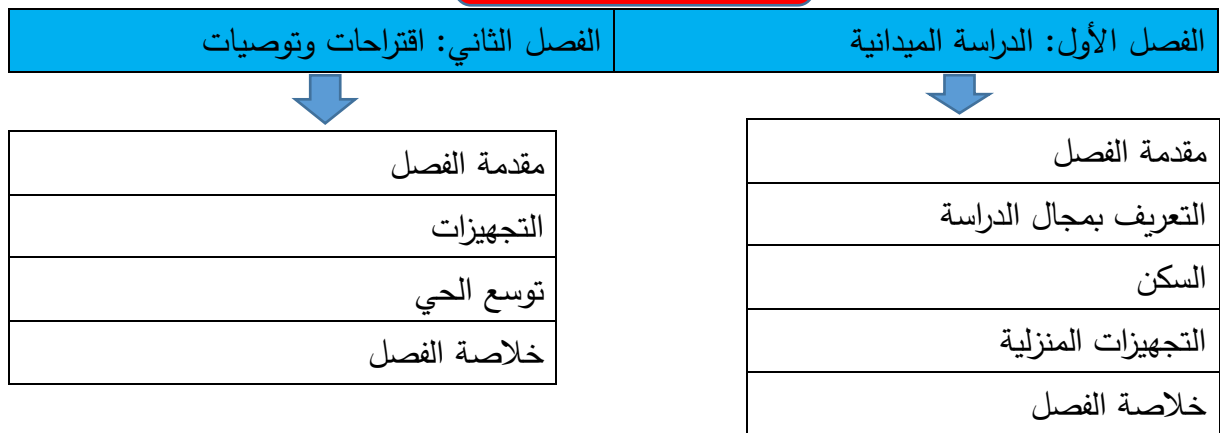 الفصل الأول: الدراسة الميدانية
الفصل الثاني: اقتراحات وتوصيات
مقدمة الفصل
التعريف بمجال الدراسة
السكن
التجهيزات المنزلية
خلاصة الفصل
مقدمة الفصل
التجهيزات
توسع الحي
خلاصة الفصل